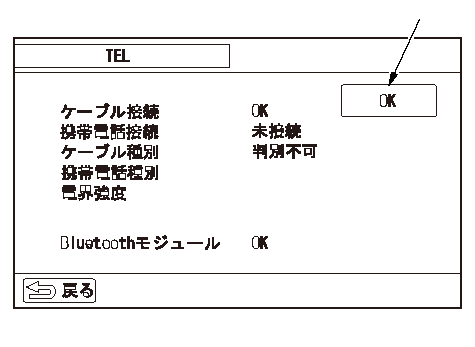 TEL
OK
ケーブル接続 OK
携帯電話接続 未接続
ケーブル種別 判別不可
携帯電話種別
電界強度
Bluetoothモジュール OK
戻る